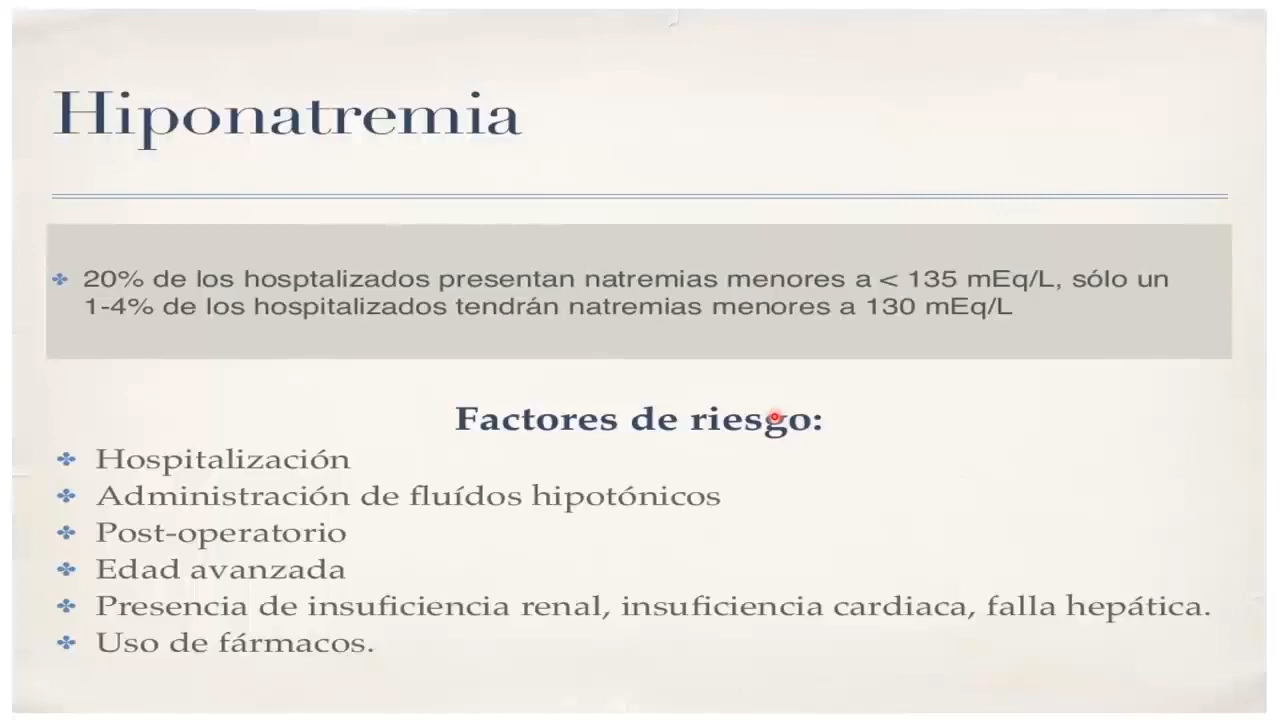 Hiponatremia
20% de los hosptalizados presentan natremias menores a < 135 mEq/L, sólo un
1-4% de los hospitalizados tendrán natremias menores a 130 mEq/L
Factores de riesgo:
Hospitalización
Administración de fluídos hipotónicos
Post-operatorio
Edad avanzada
Presencia de insuficiencia renal, insuficiencia cardiaca, falla hepática.
Uso de fármacos.